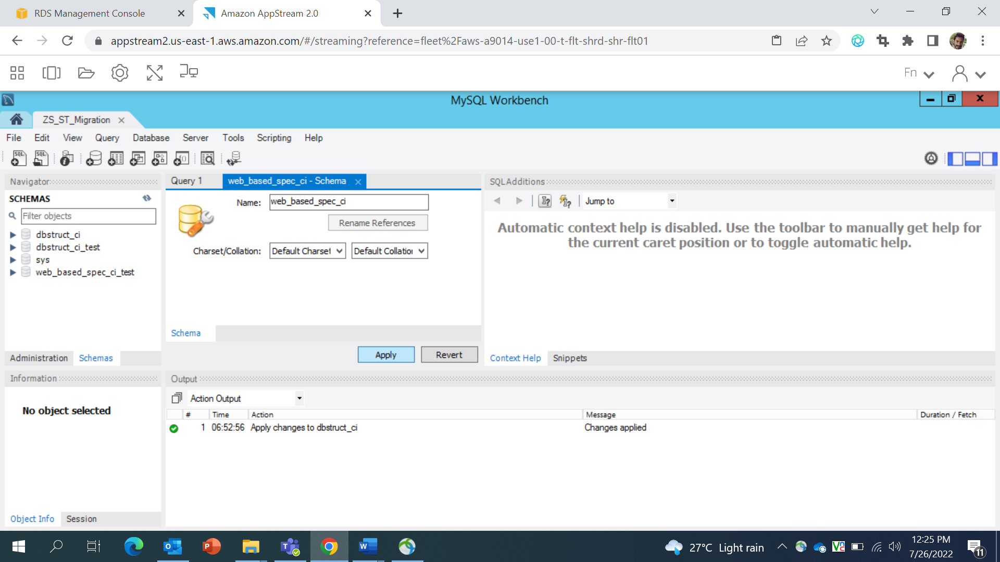 RDS Management Console
Amazon AppStream 2.0
appstream2.us-east-1.aws.amazon.com/#/streaming?reference=fleet%2Faws-a9014-use1-00-t-flt-shrd-shr-flt01
Fn
MySQL Workbench
ZS_ST_Migration
File Edit View Query Database Server Tools Scripting Help
Navigator
SCHEMAS
Filter objects
dbstruct_ci
dbstruct_ci_test
sys
web_based_spec_ci_test
Administration Schemas
Query 1
web_based_spec_ci - Schema
Name: web_based_spec_ci
Rename References
Charset/Collation: Default Charset Default Collation
Schema
Apply Revert
SQLAdditions
Jump to
Automatic context help is disabled. Use the toolbar to manually get help for
the current caret position or to toggle automatic help.
Context Help Snippets
Information
No object selected
Object Info Session
Output
Action Output
# Time Action Message Duration / Fetch
1 06:52:56 Apply changes to dbstruct_ci Changes applied
27°C Light rain
12:25 PM
7/26/2022
11